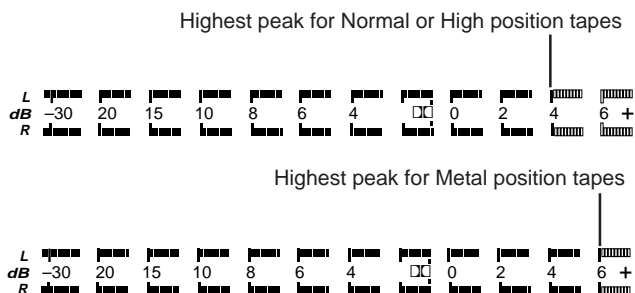 Highest peak for Normal or High position tapes
L
dB –30 20 15 10 8 6 4 0 2 4 6 +
R
Highest peak for Metal position tapes
L
dB –30 20 15 10 8 6 4 0 2 4 6 +
R